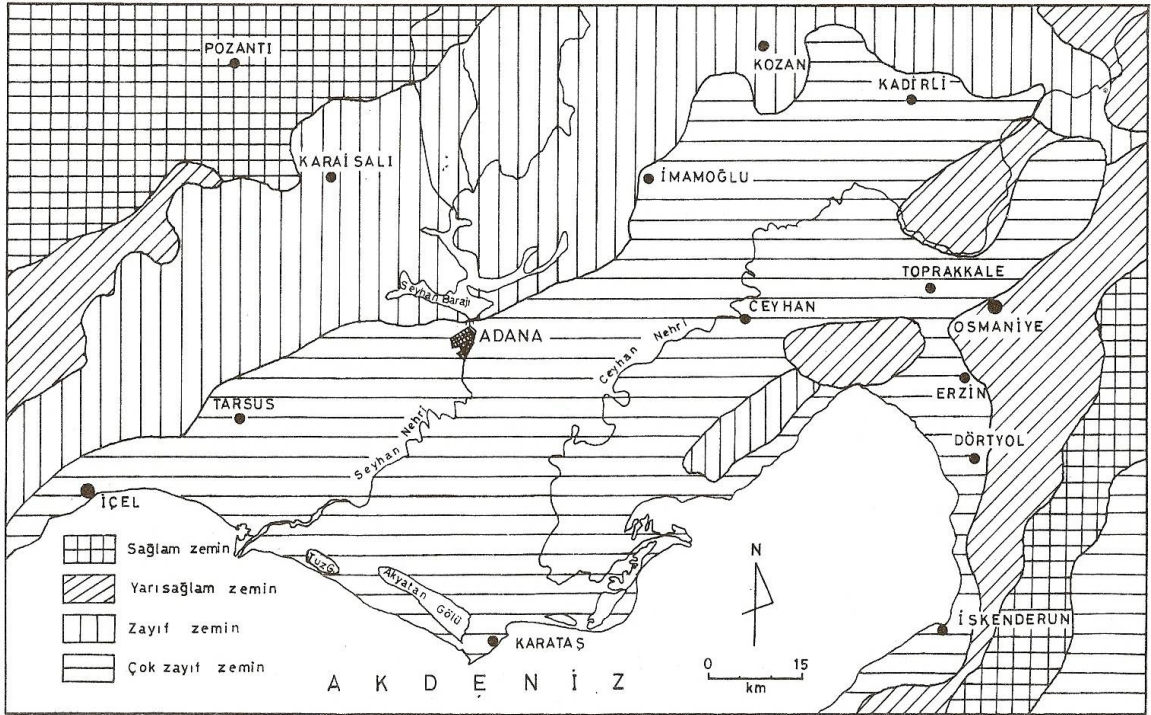 POZANTI
KOZAN
KADİRLİ
KARAİSALI
İMAMOĞLU
TOPRAKKALE
Seyhan Barajı
CEYHAN
OSMANİYE
ADANA
Ceyhan Nehri
ERZİN
TARSUS
Seyhan Nehri
DÖRTYOL
İÇEL
Sağlam zemin
Yarısağlam zemin
Zayıf zemin
Çok zayıf zemin
Tuz G.
Akyatan
Gölü
KARATAŞ
N
0 15
km
İSKENDERUN
AKDENİZ